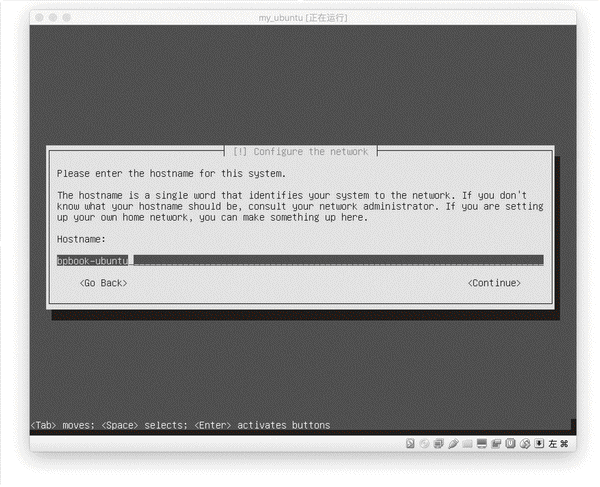 my_ubuntu [正在运行]
[!] Configure the network
Please enter the hostname for this system.
The hostname is a single word that identifies your system to the network. If you don't
know what your hostname should be, consult your network administrator. If you are setting
up your own home network, you can make something up here.
Hostname:
bpbook-ubuntu
<Go Back> <Continue>
<Tab> moves; <Space> selects; <Enter> activates buttons
左 ⌘